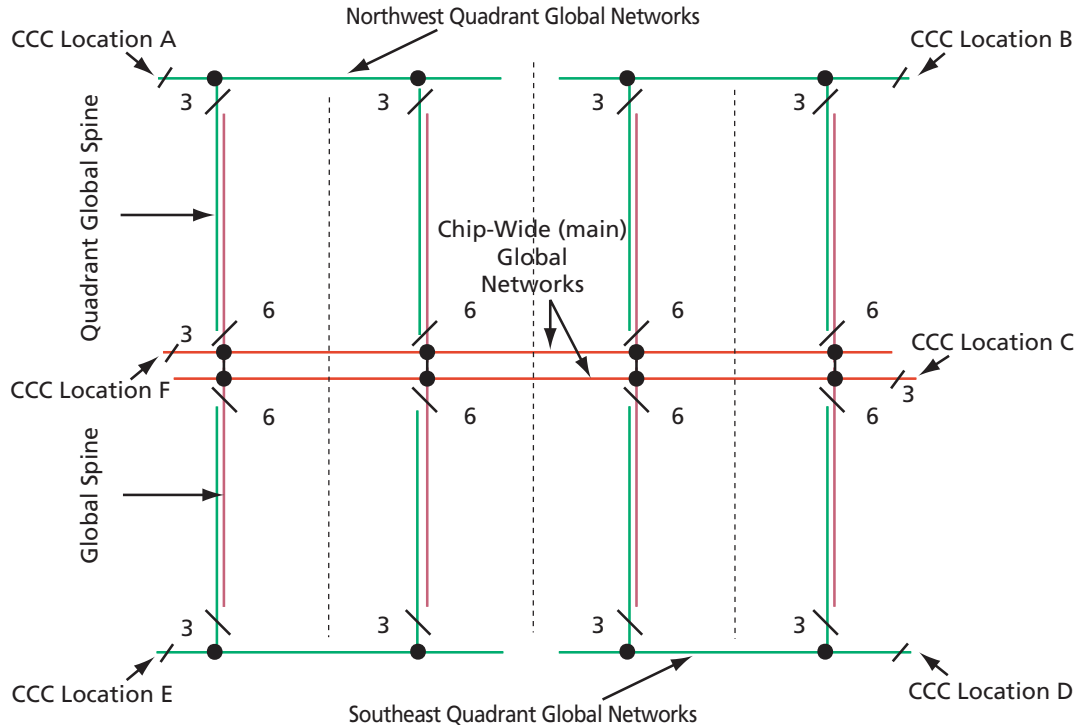 Northwest Quadrant Global Networks
CCC Location A
CCC Location B
3
3
3
3
Quadrant Global Spine
Chip-Wide (main)
Global
Networks
6
6
6
6
3
CCC Location C
CCC Location F
3
6
6
6
6
Global Spine
3
3
3
3
CCC Location E
CCC Location D
Southeast Quadrant Global Networks